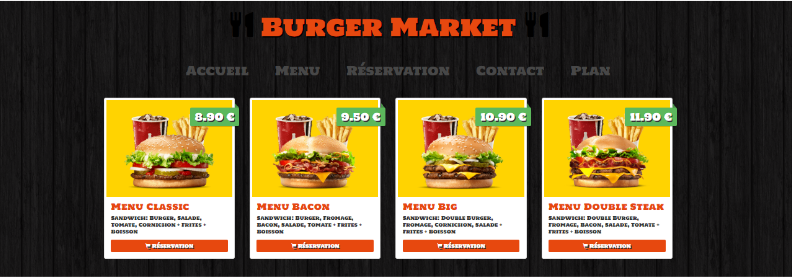 Burger Market
Accueil Menu Réservation Contact Plan
8.90 €
9.50 €
10.90 €
11.90 €
Menu Classic
Sandwich: Burger, Salade,
Tomate, Cornichon + Frites +
Boisson
Réservation
Menu Bacon
Sandwich: Burger, Fromage,
Bacon, Salade, Tomate + Frites +
Boisson
Réservation
Menu Big
Sandwich: Double Burger,
Fromage, Cornichon, Salade +
Frites + Boisson
Réservation
Menu Double Steak
Sandwich: Double Burger,
Fromage, Bacon, Salade, Tomate +
Frites + Boisson
Réservation